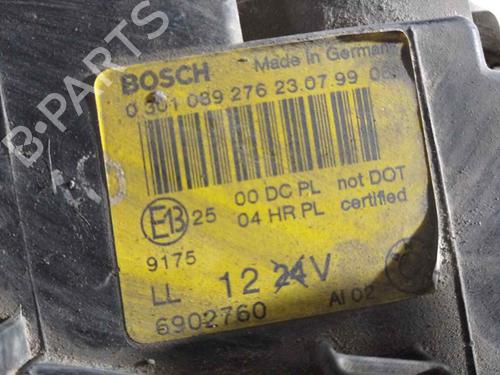 BOSCH Made in Germany
0 301 089 276 23.07.99
00 DC PL not DOT
E13 25 04 HR PL certified
9175
LL 12 24V
6902760 AI 02
B-PARTS